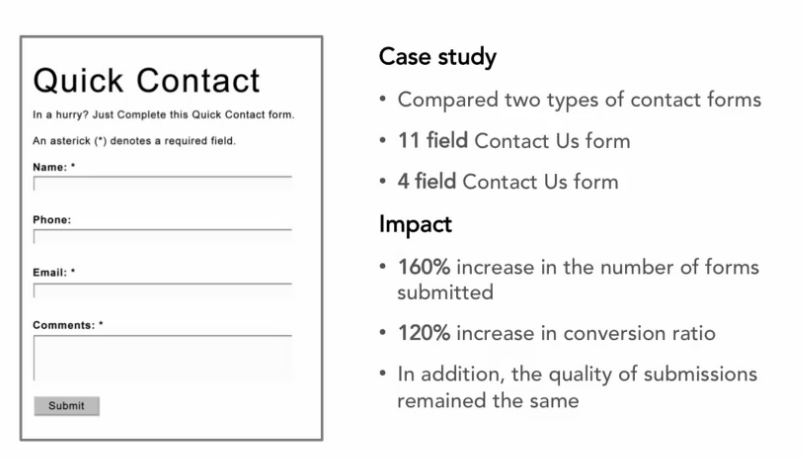 Quick Contact
In a hurry? Just Complete this Quick Contact form.
An asterick (*) denotes a required field.
Name: *
Phone:
Email: *
Comments: *
Submit
Case study
• Compared two types of contact forms
• 11 field Contact Us form
• 4 field Contact Us form
Impact
• 160% increase in the number of forms
submitted
• 120% increase in conversion ratio
• In addition, the quality of submissions
remained the same